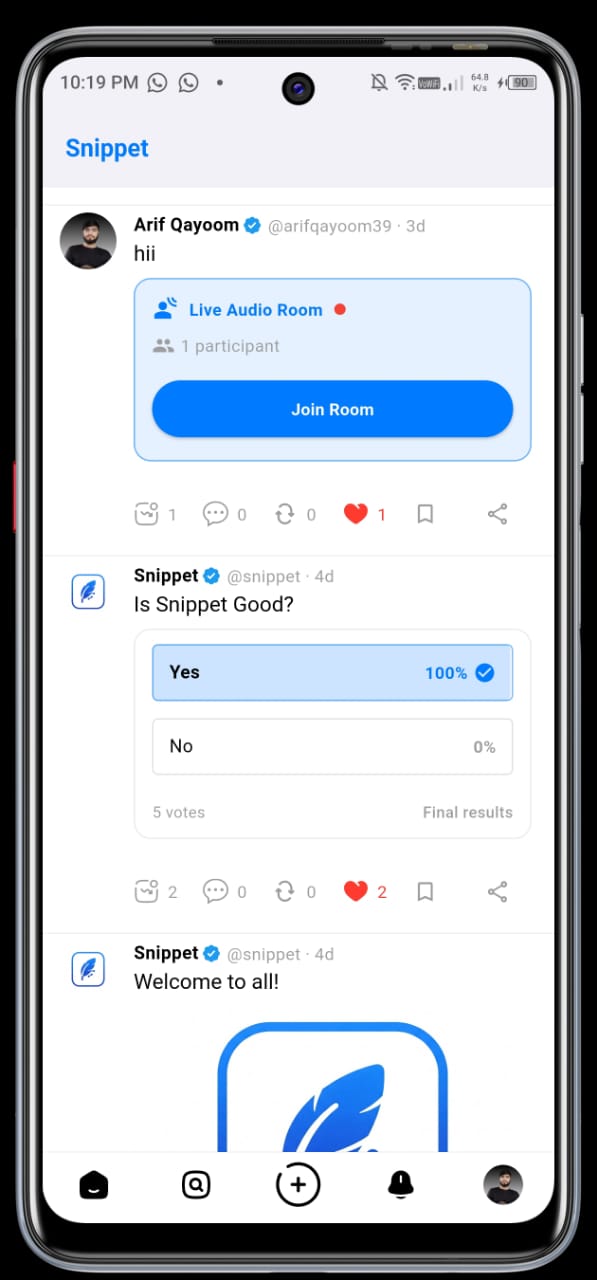 10:19 PM
VoWiFi
64.8
K/s
90
Snippet
Arif Qayoom @arifqayoom39 · 3d
hii
Live Audio Room
1 participant
Join Room
1 0 0 1
Snippet @snippet · 4d
Is Snippet Good?
Yes 100%
No 0%
5 votes Final results
2 0 0 2
Snippet @snippet · 4d
Welcome to all!